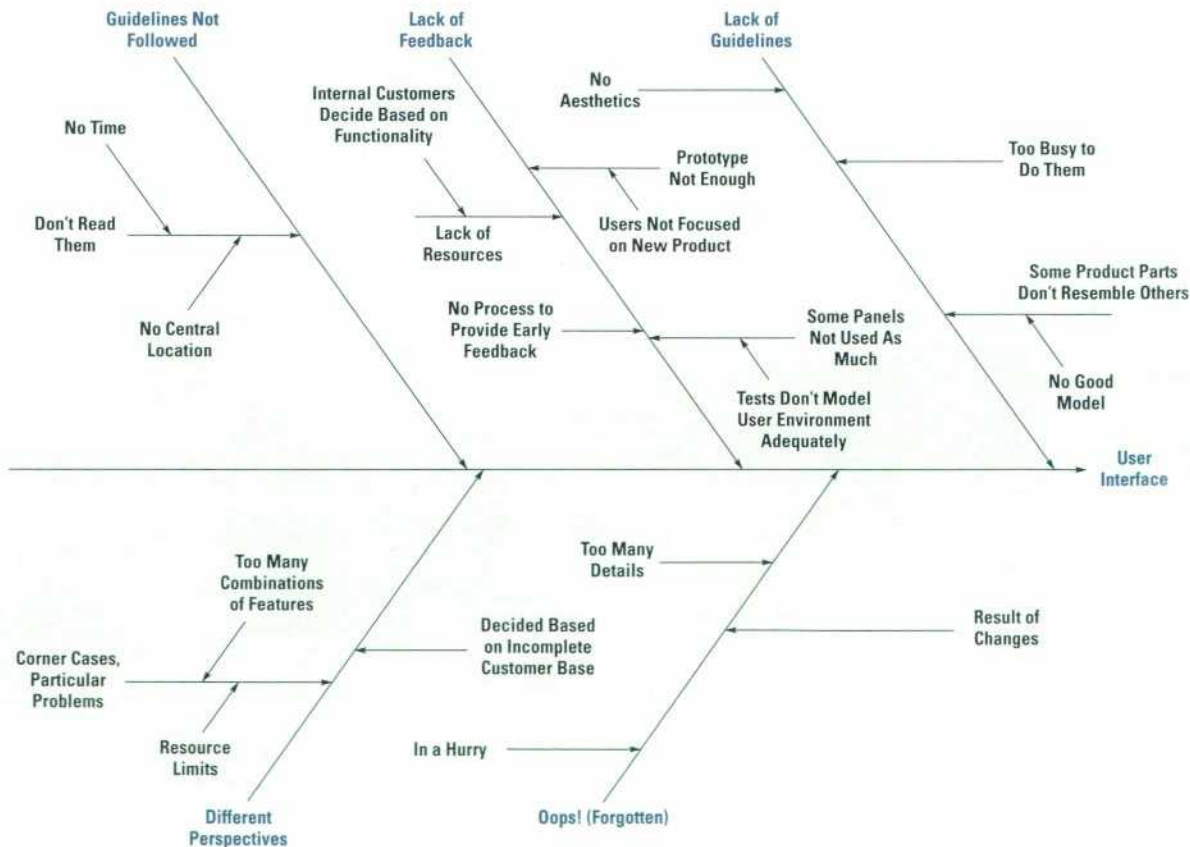 Guidelines Not
Followed
Lack of
Feedback
Lack of
Guidelines
No Time
Don't Read
Them
No Central
Location
Internal Customers
Decide Based on
Functionality
Prototype
Not Enough
Users Not Focused
on New Product
Lack of
Resources
No Process to
Provide Early
Feedback
Some Panels
Not Used As
Much
Tests Don't Model
User Environment
Adequately
No
Aesthetics
Too Busy to
Do Them
Some Product Parts
Don't Resemble Others
No Good
Model
User
Interface
Too Many
Combinations
of Features
Corner Cases,
Particular
Problems
Resource
Limits
Decided Based
on Incomplete
Customer Base
Different
Perspectives
Too Many
Details
Result of
Changes
In a Hurry
Oops! (Forgotten)